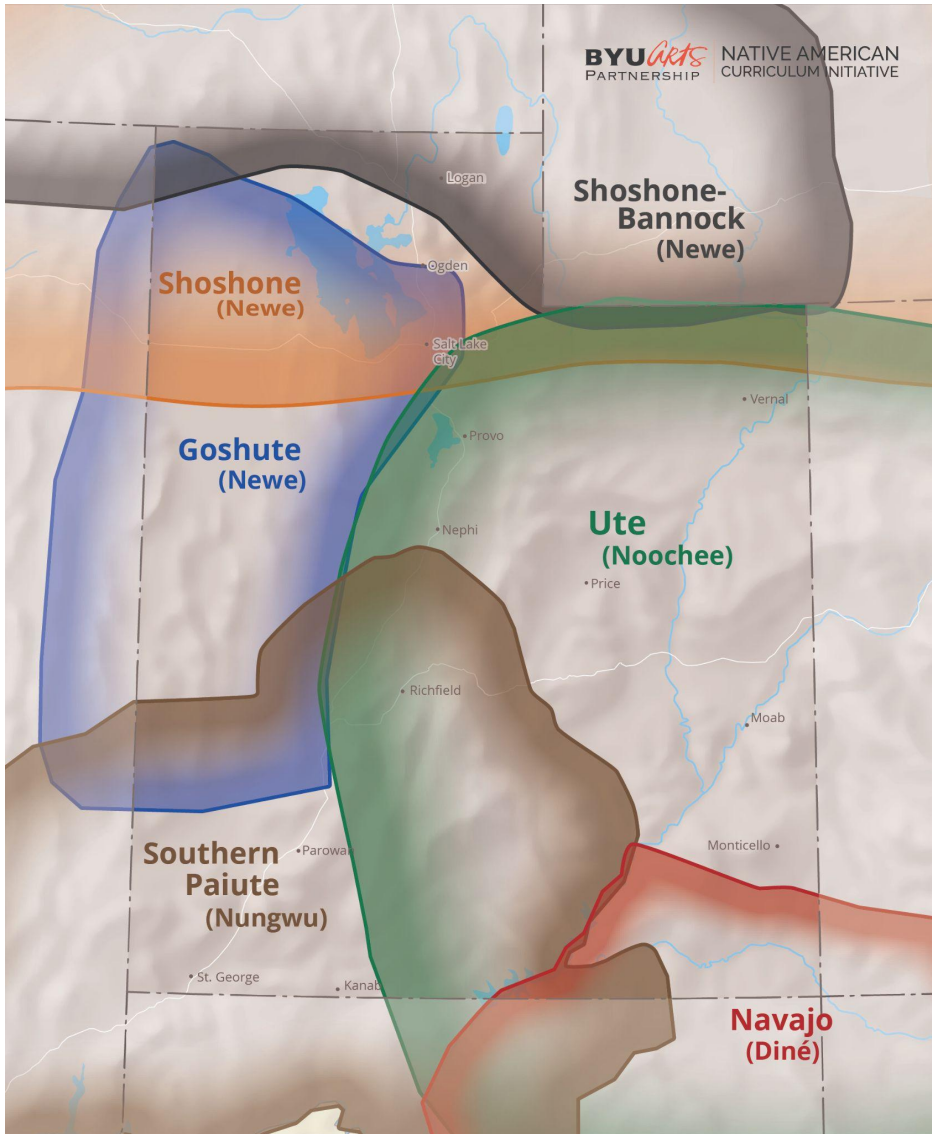 BYU ARTS
PARTNERSHIP
NATIVE AMERICAN
CURRICULUM INITIATIVE
Logan
Shoshone-
Bannock
(Newe)
Ogden
Shoshone
(Newe)
Salt Lake
City
Vernal
Provo
Goshute
(Newe)
Ute
(Noochee)
Nephi
Price
Richfield
Moab
Monticello
Parowan
Southern
Paiute
(Nungwu)
St. George
Kanab
Navajo
(Diné)